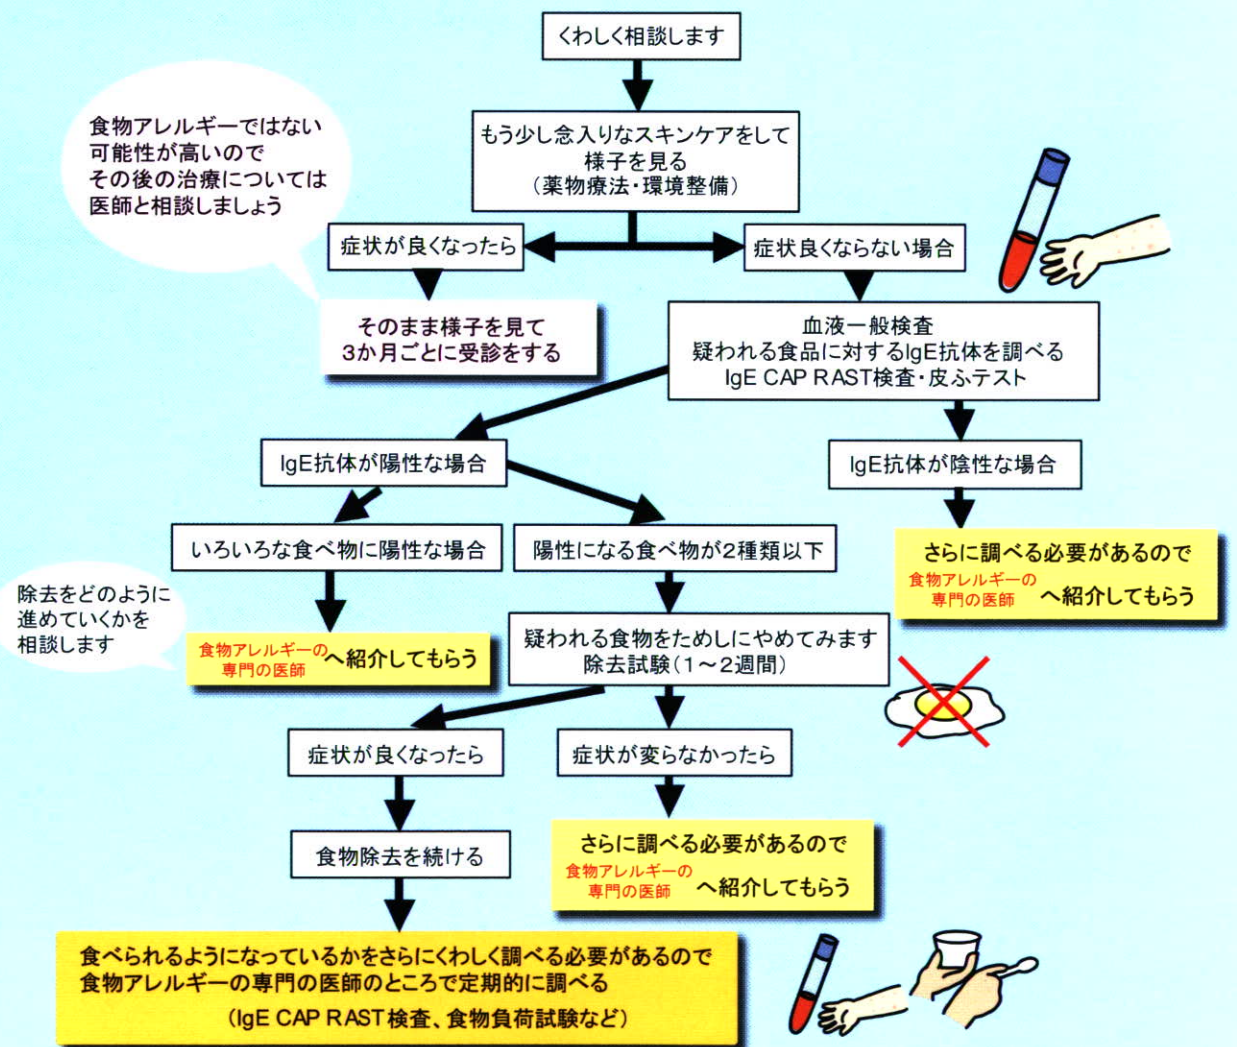 くわしく相談します
食物アレルギーではない
可能性が高いので
その後の治療については
医師と相談しましょう
もう少し念入りなスキンケアをして
様子を見る
(薬物療法・環境整備)
症状が良くなったら
症状良くならない場合
そのまま様子を見て
3か月ごとに受診をする
血液一般検査
疑われる食品に対するIgE抗体を調べる
IgE CAP RAST検査・皮ふテスト
IgE抗体が陽性な場合
IgE抗体が陰性な場合
いろいろな食べ物に陽性な場合
陽性になる食べ物が2種類以下
さらに調べる必要があるので
食物アレルギーの
専門の医師 へ紹介してもらう
除去をどのように
進めていくかを
相談します
食物アレルギーの
専門の医師 へ紹介してもらう
疑われる食物をためしにやめてみます
除去試験(1～2週間)
症状が良くなったら
症状が変らなかったら
食物除去を続ける
さらに調べる必要があるので
食物アレルギーの
専門の医師 へ紹介してもらう
食べられるようになっているかをさらにくわしく調べる必要があるので
食物アレルギーの専門の医師のところで定期的に調べる
(IgE CAP RAST検査、食物負荷試験など)